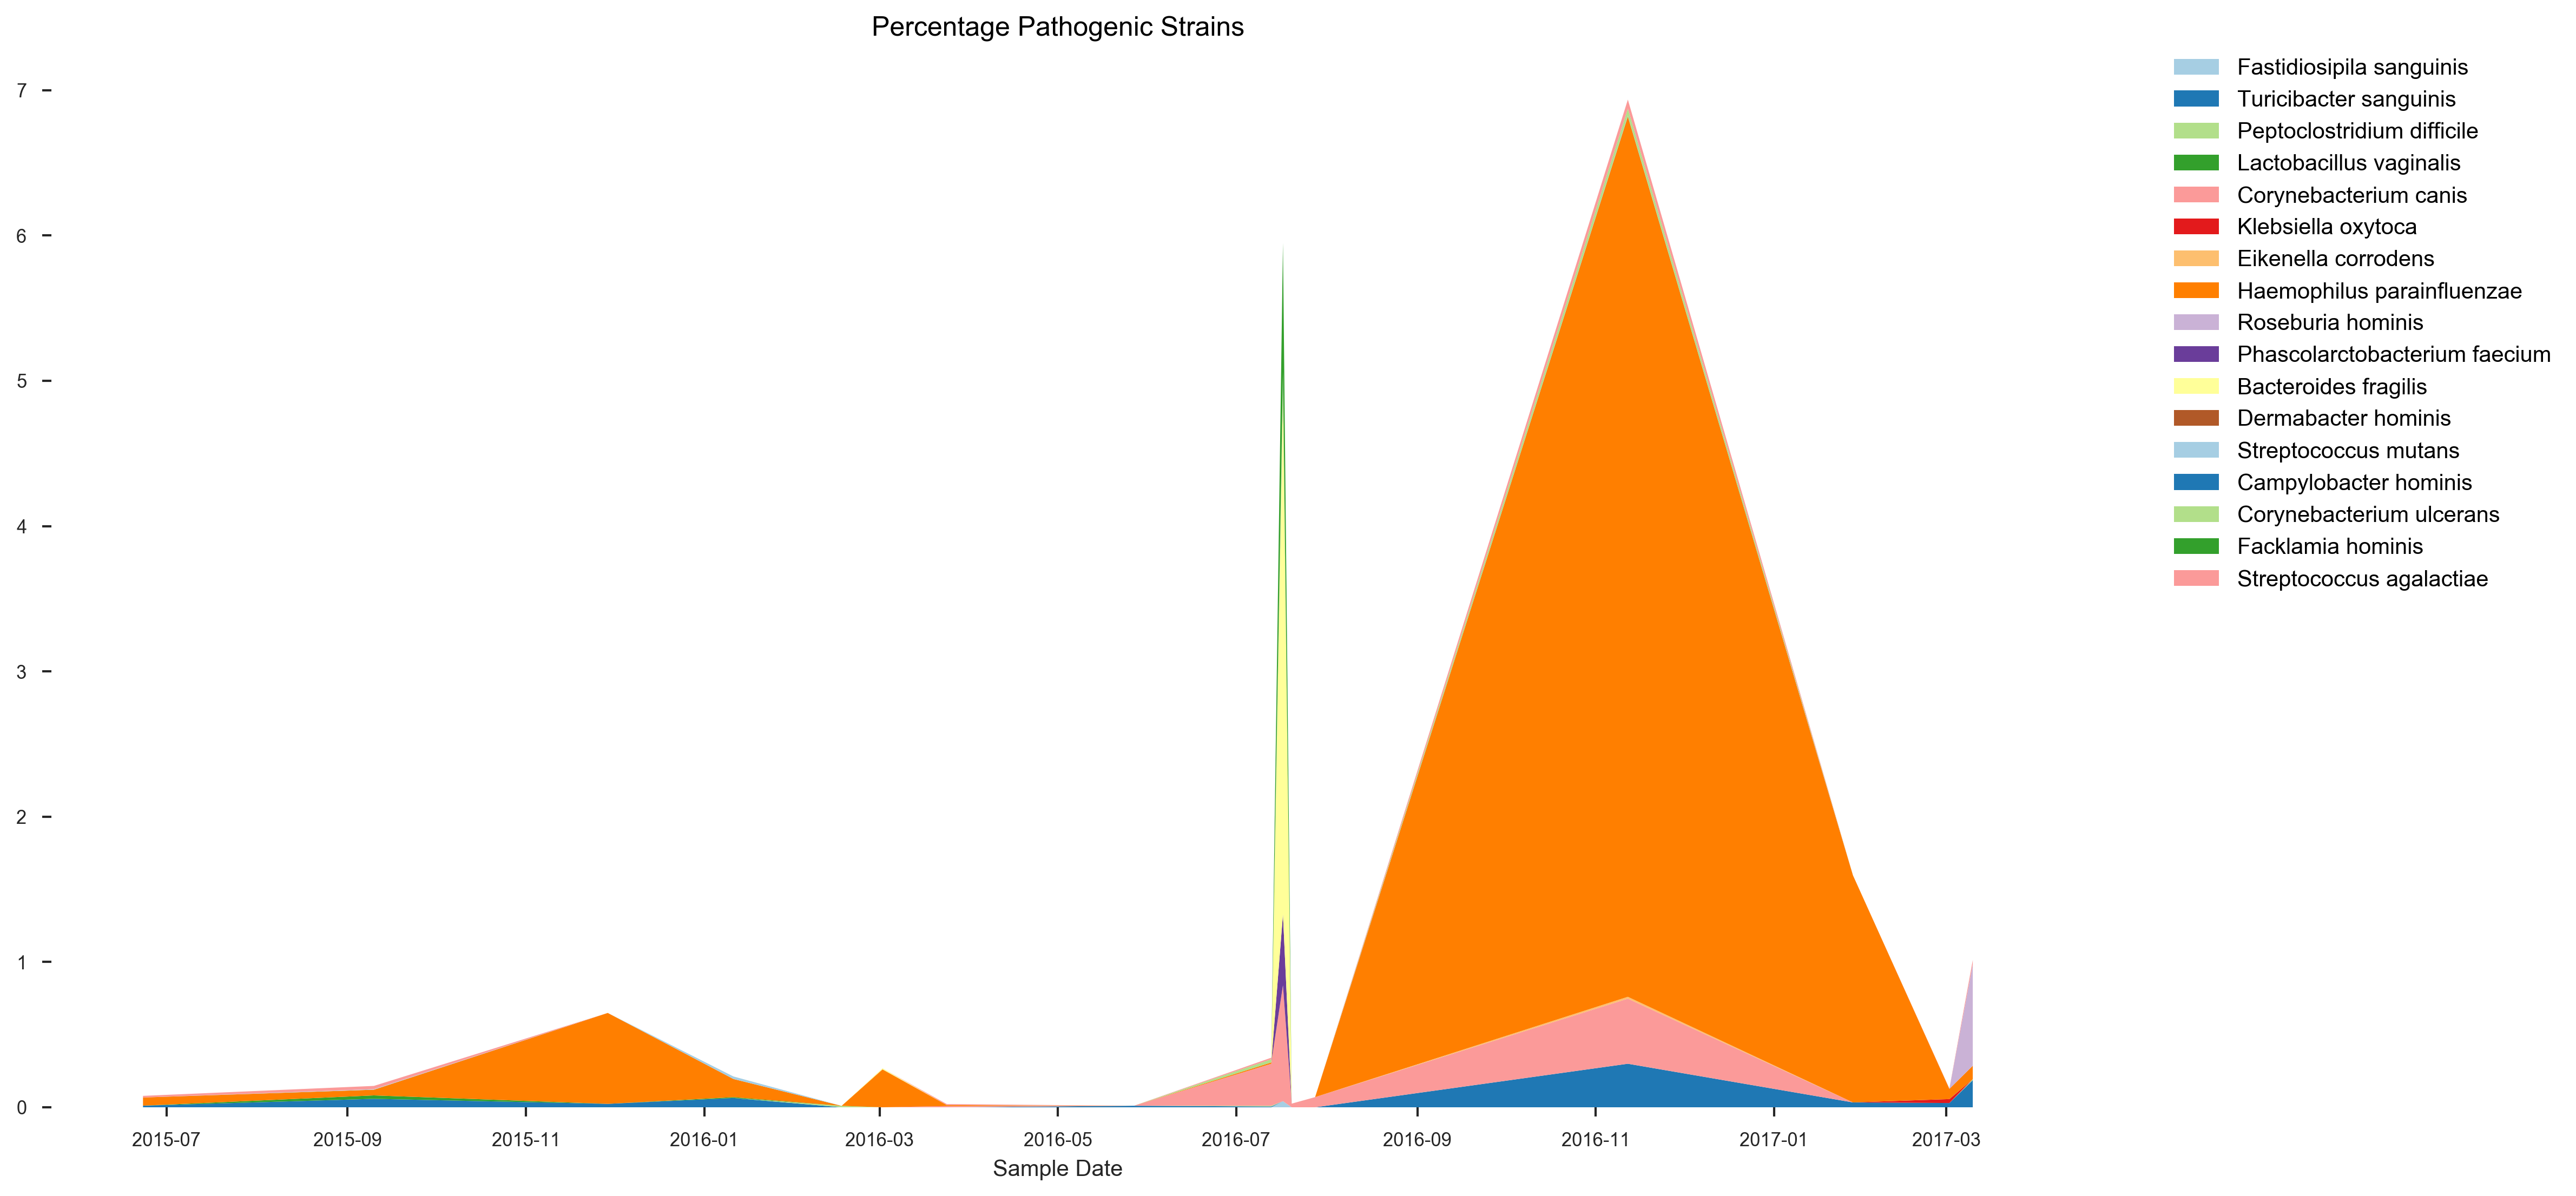 Percentage Pathogenic Strains
7
6
5
4
3
2
1
0
2015-07 2015-09 2015-11 2016-01 2016-03 2016-05 2016-07 2016-09 2016-11 2017-01 2017-03
Sample Date
Fastidiosipila sanguinis
Turicibacter sanguinis
Peptoclostridium difficile
Lactobacillus vaginalis
Corynebacterium canis
Klebsiella oxytoca
Eikenella corrodens
Haemophilus parainfluenzae
Roseburia hominis
Phascolarctobacterium faecium
Bacteroides fragilis
Dermabacter hominis
Streptococcus mutans
Campylobacter hominis
Corynebacterium ulcerans
Facklamia hominis
Streptococcus agalactiae